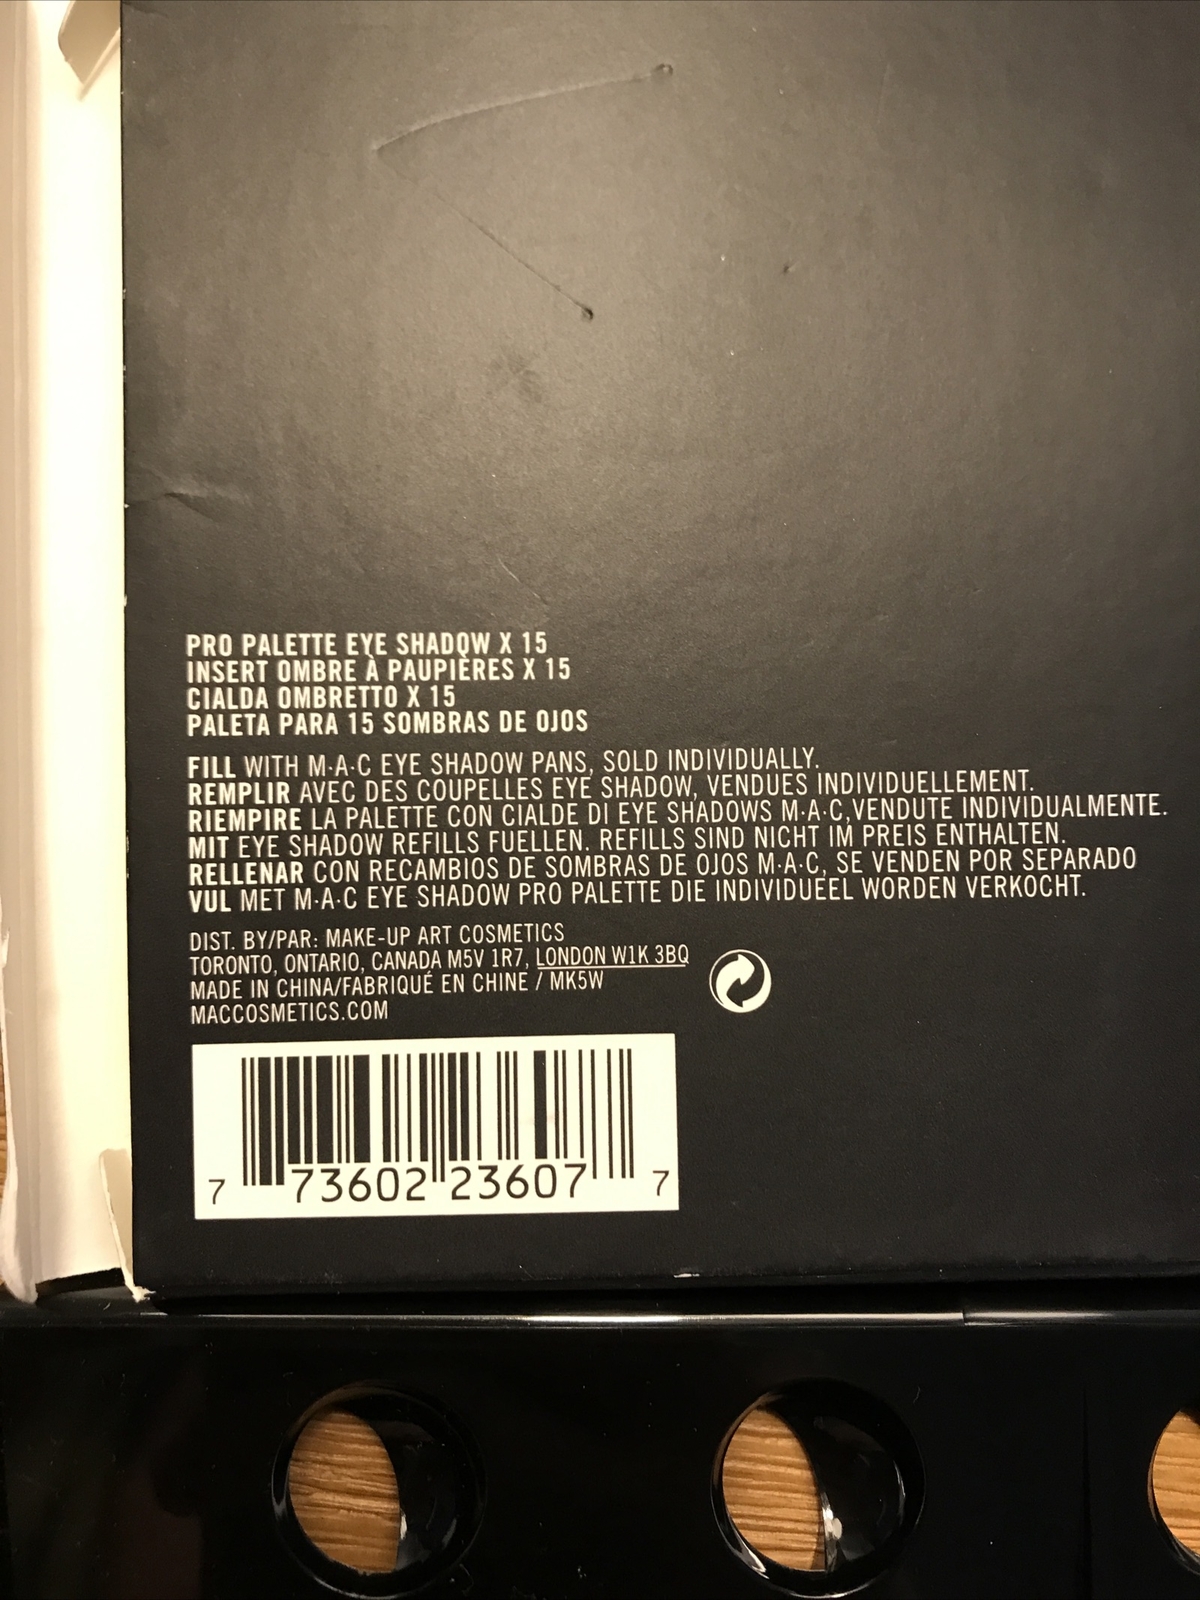 PRO PALETTE EYE SHADOW X 15
INSERT OMBRE À PAUPIÈRES X 15
CIALDA OMBRETTO X 15
PALETA PARA 15 SOMBRAS DE OJOS
FILL WITH M·A·C EYE SHADOW PANS, SOLD INDIVIDUALLY.
REMPLIR AVEC DES COUPELLES EYE SHADOW, VENDUES INDIVIDUELLEMENT.
RIEMPIRE LA PALETTE CON CIALDE DI EYE SHADOWS M·A·C,VENDUTE INDIVIDUALMENTE.
MIT EYE SHADOW REFILLS FUELLEN. REFILLS SIND NICHT IM PREIS ENTHALTEN.
RELLENAR CON RECAMBIOS DE SOMBRAS DE OJOS M·A·C, SE VENDEN POR SEPARADO
VUL MET M·A·C EYE SHADOW PRO PALETTE DIE INDIVIDUEEL WORDEN VERKOCHT.
DIST. BY/PAR: MAKE-UP ART COSMETICS
TORONTO, ONTARIO, CANADA M5V 1R7, LONDON W1K 3BQ
MADE IN CHINA/FABRIQUÉ EN CHINE / MK5W
MACCOSMETICS.COM
7 73602 23607 7